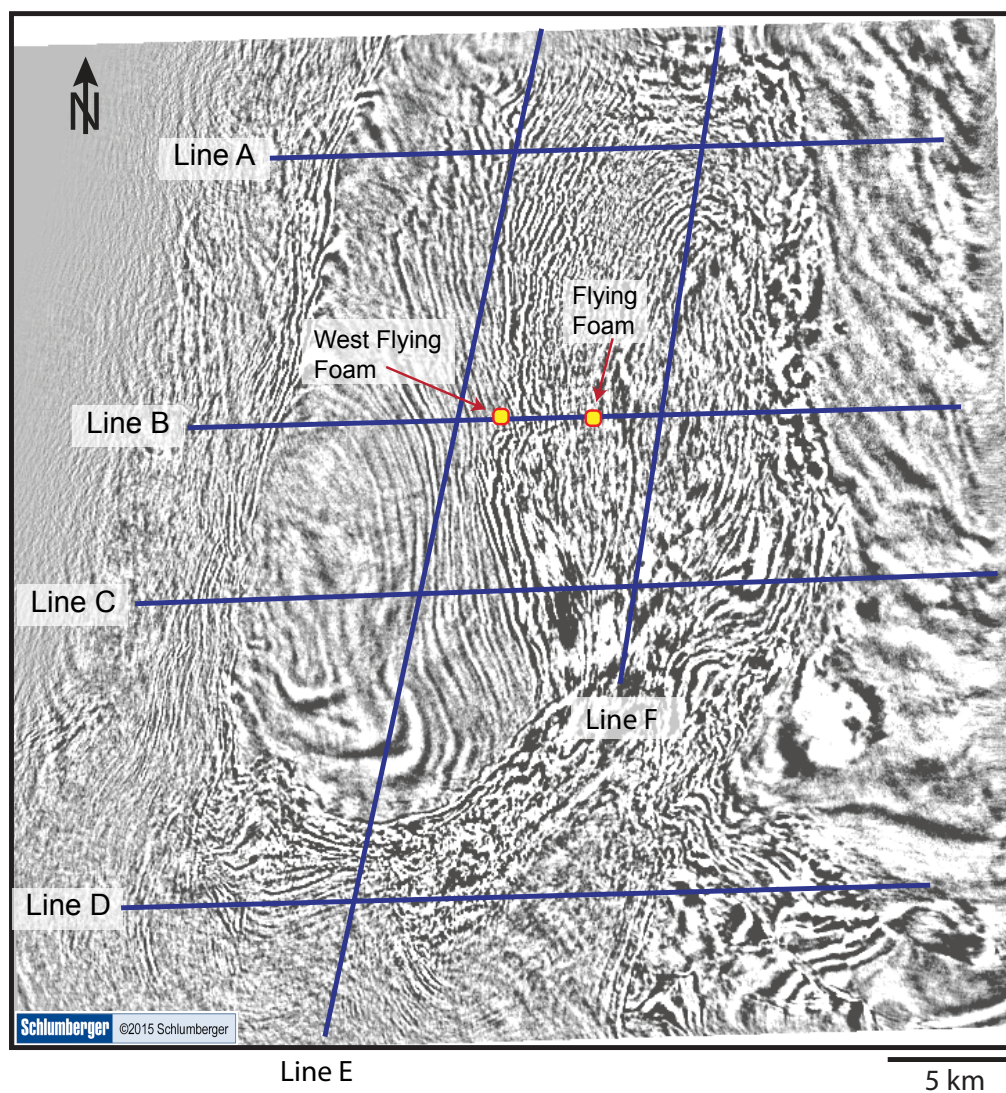 N
Line A
Flying
Foam
West Flying
Foam
Line B
Line C
Line F
Line D
Schlumberger ©2015 Schlumberger
Line E
5 km